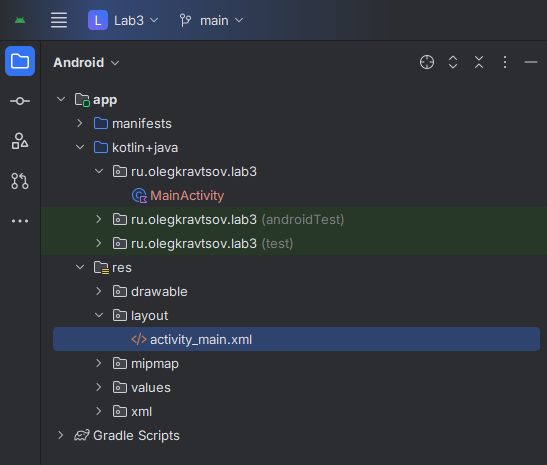 L Lab3 main
Android
app
manifests
kotlin+java
ru.olegkravtsov.lab3
MainActivity
ru.olegkravtsov.lab3 (androidTest)
ru.olegkravtsov.lab3 (test)
res
drawable
layout
</> activity_main.xml
mipmap
values
xml
Gradle Scripts